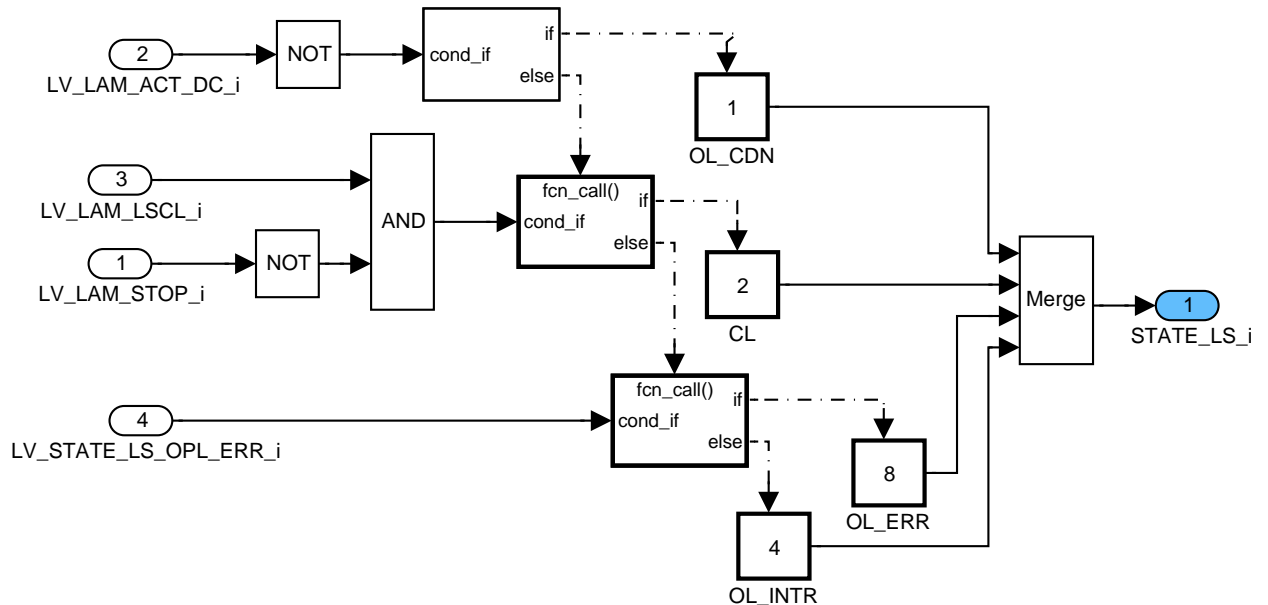 2
LV_LAM_ACT_DC_i
NOT
cond_if
if
else
1
OL_CDN
3
LV_LAM_LSCL_i
AND
fcn_call()
cond_if
if
else
1
LV_LAM_STOP_i
NOT
2
CL
Merge
1
STATE_LS_i
4
LV_STATE_LS_OPL_ERR_i
fcn_call()
cond_if
if
else
8
OL_ERR
4
OL_INTR